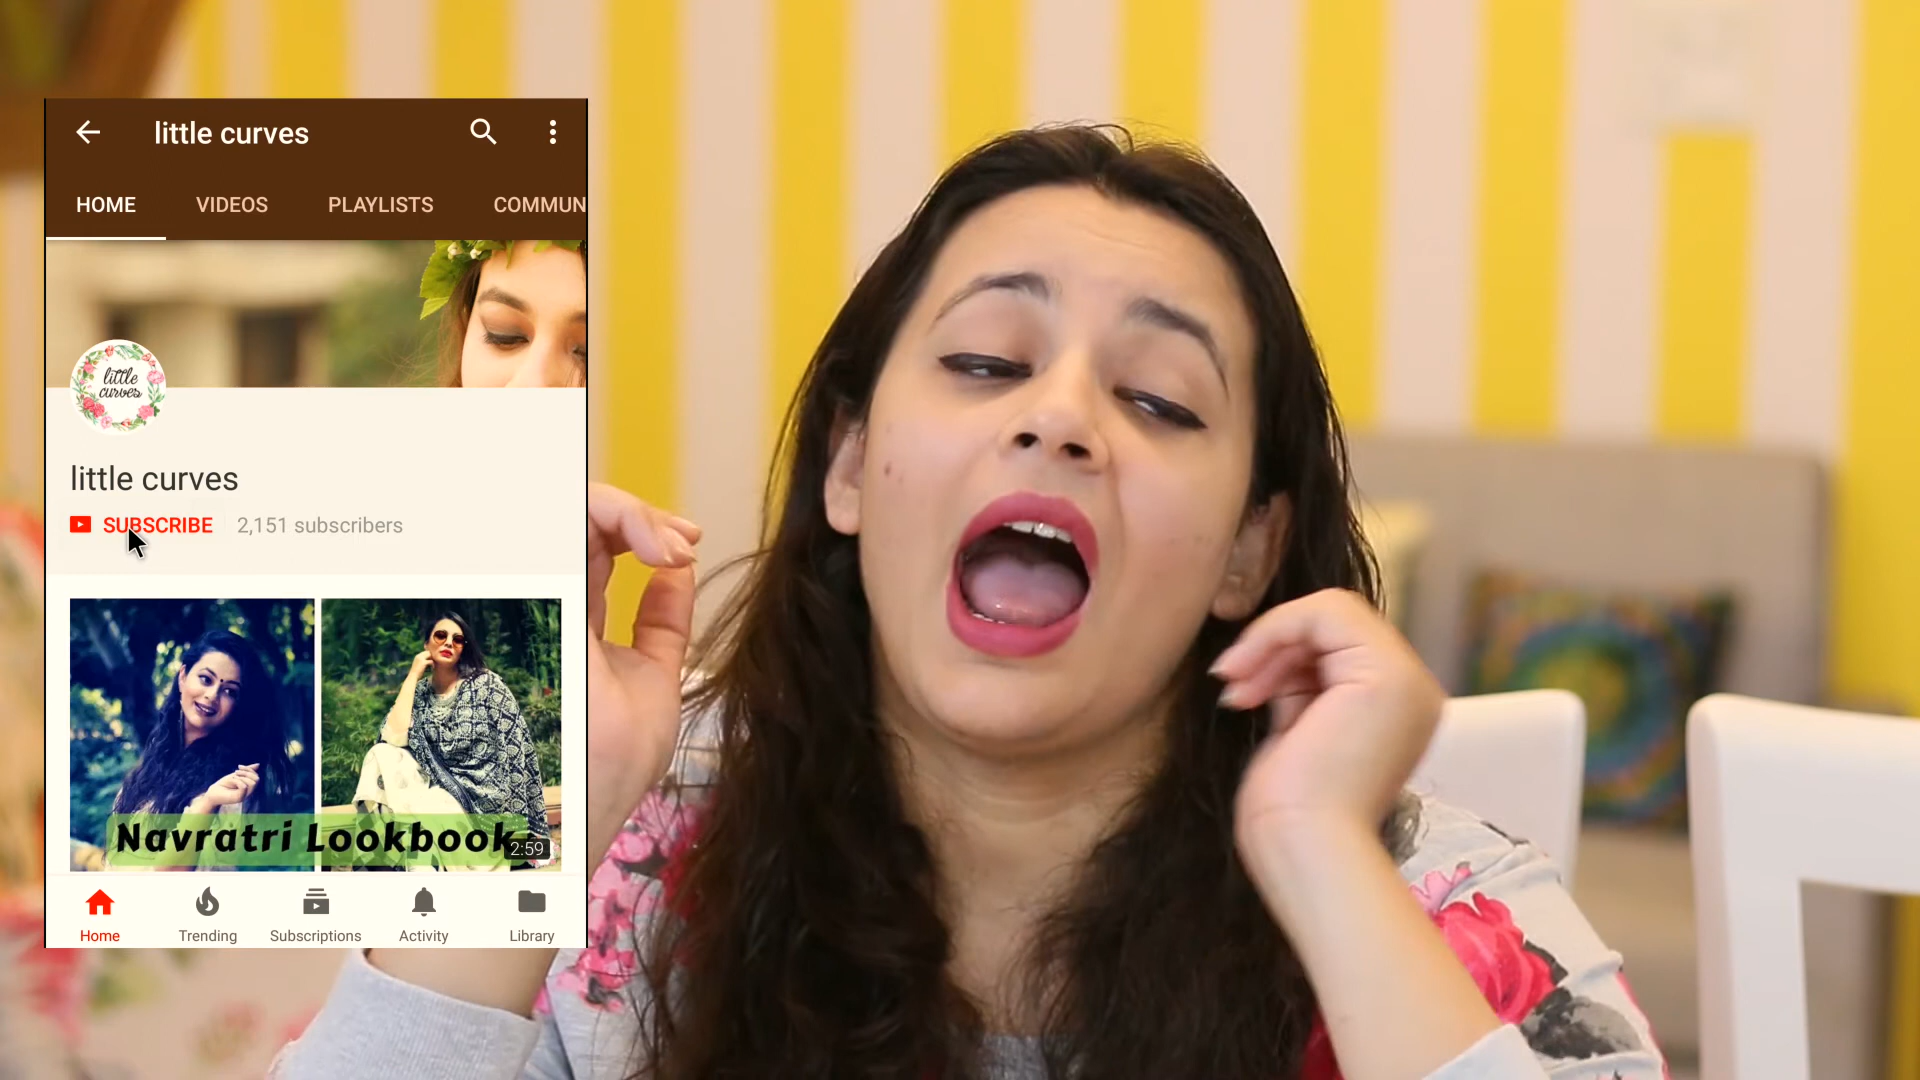 little curves
HOME VIDEOS PLAYLISTS COMMUN
little
curves
little curves
SUBSCRIBE 2,151 subscribers
Navratri Lookbook
2:59
Home Trending Subscriptions Activity Library